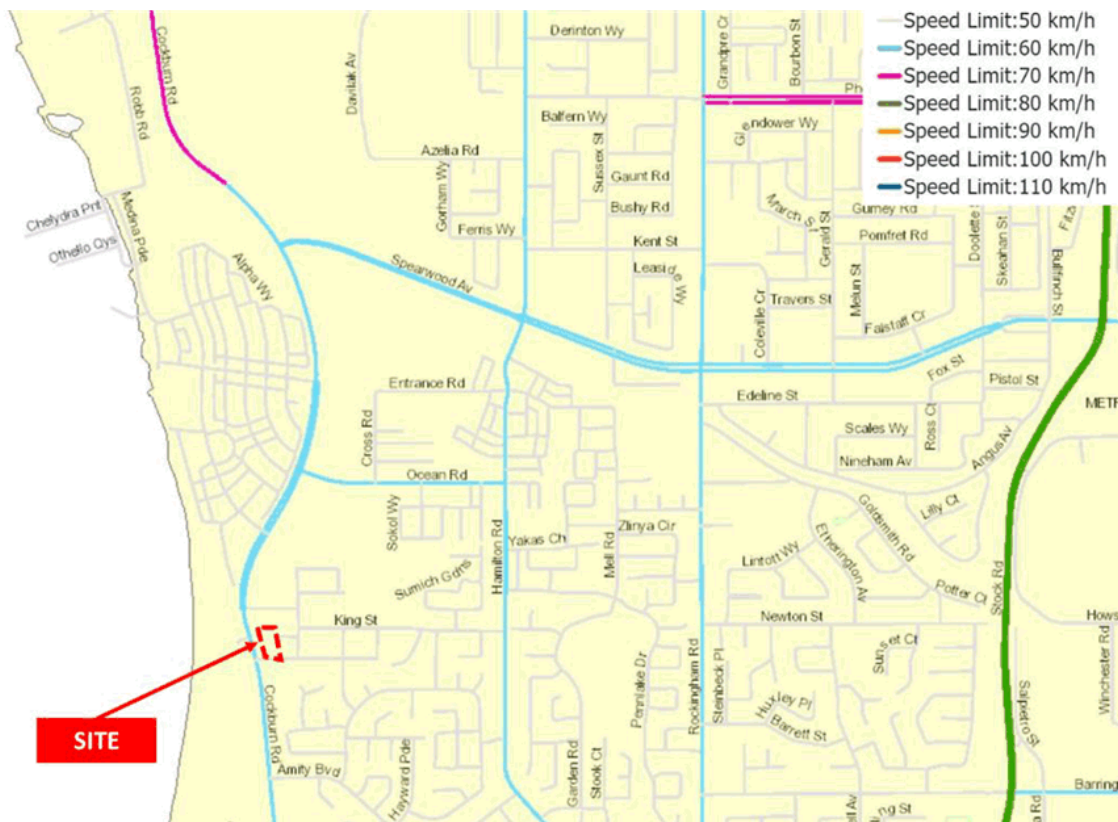 Speed Limit:50 km/h
Speed Limit:60 km/h
Speed Limit:70 km/h
Speed Limit:80 km/h
Speed Limit:90 km/h
Speed Limit:100 km/h
Speed Limit:110 km/h
Cockburn Rd
Robb Rd
Davilak Av
Derinton Wy
Grandpre Cr
Bourbon St
Balfern Wy
Sussex St
Azelia Rd
Gorham Wy
Gaunt Rd
Bushy Rd
Ferris Wy
Kent St
Leaside Wy
Glendower Wy
March St
Gerald St
Gurney Rd
Pomfret Rd
Skeahan St
Bullfinch St
Chelydra Pnt
Othello Qys
Medina Pde
Alpha Wy
Spearwood Av
Coleville Cr
Travers St
Melun St
Falstaff Cr
Fox St
Pistol St
Entrance Rd
Cross Rd
Edeline St
Scales Wy
Ross Ct
Nineham Av
Angus Av
Ocean Rd
Sokol Wy
Hamilton Rd
Yakas Ch
Zlinya Cir
Mell Rd
Lintott Wy
Etherington Av
Goldsmith Rd
Lilly Ct
Potter Ct
Stock Rd
Sumich Gdns
King St
Newton St
Sunset Ct
Rockingham Rd
Steinbeck Pl
Pennlake Dr
Huxley Pl
Barrett St
Winchester Rd
Salpietro St
SITE
Cockburn Rd
Amity Bvd
Hayward Pde
Garden Rd
Stock Ct